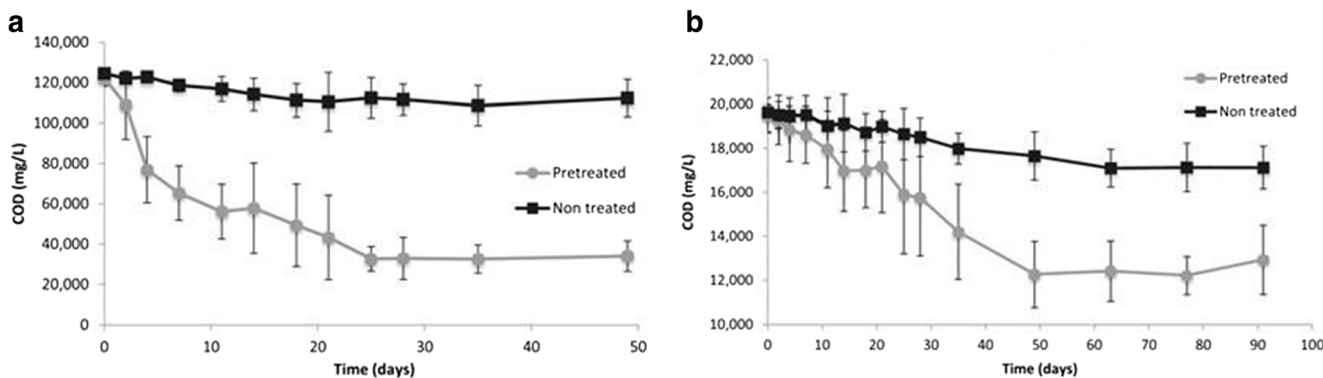 a
140,000
120,000
100,000
80,000
60,000
40,000
20,000
0
COD (mg/L)
0 10 20 30 40 50
Time (days)
Pretreated
Non treated
b
22,000
20,000
18,000
16,000
14,000
12,000
10,000
COD (mg/L)
0 10 20 30 40 50 60 70 80 90 100
Time (days)
Pretreated
Non treated